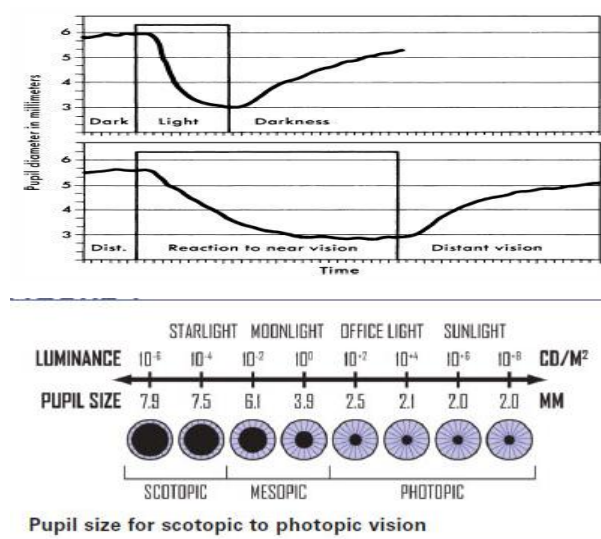 Pupil diameter in millimeters
6
5
4
3
Dark Light Darkness
6
5
4
3
Dist. Reaction to near vision Distant vision
Time
STARLIGHT MOONLIGHT OFFICE LIGHT SUNLIGHT
LUMINANCE 10⁻⁶ 10⁻⁴ 10⁻² 10⁰ 10⁺² 10⁺⁴ 10⁺⁶ 10⁺⁸ CD/M²
PUPIL SIZE 7.9 7.5 6.1 3.9 2.5 2.1 2.0 2.0 MM
SCOTOPIC MESOPIC PHOTOPIC
Pupil size for scotopic to photopic vision